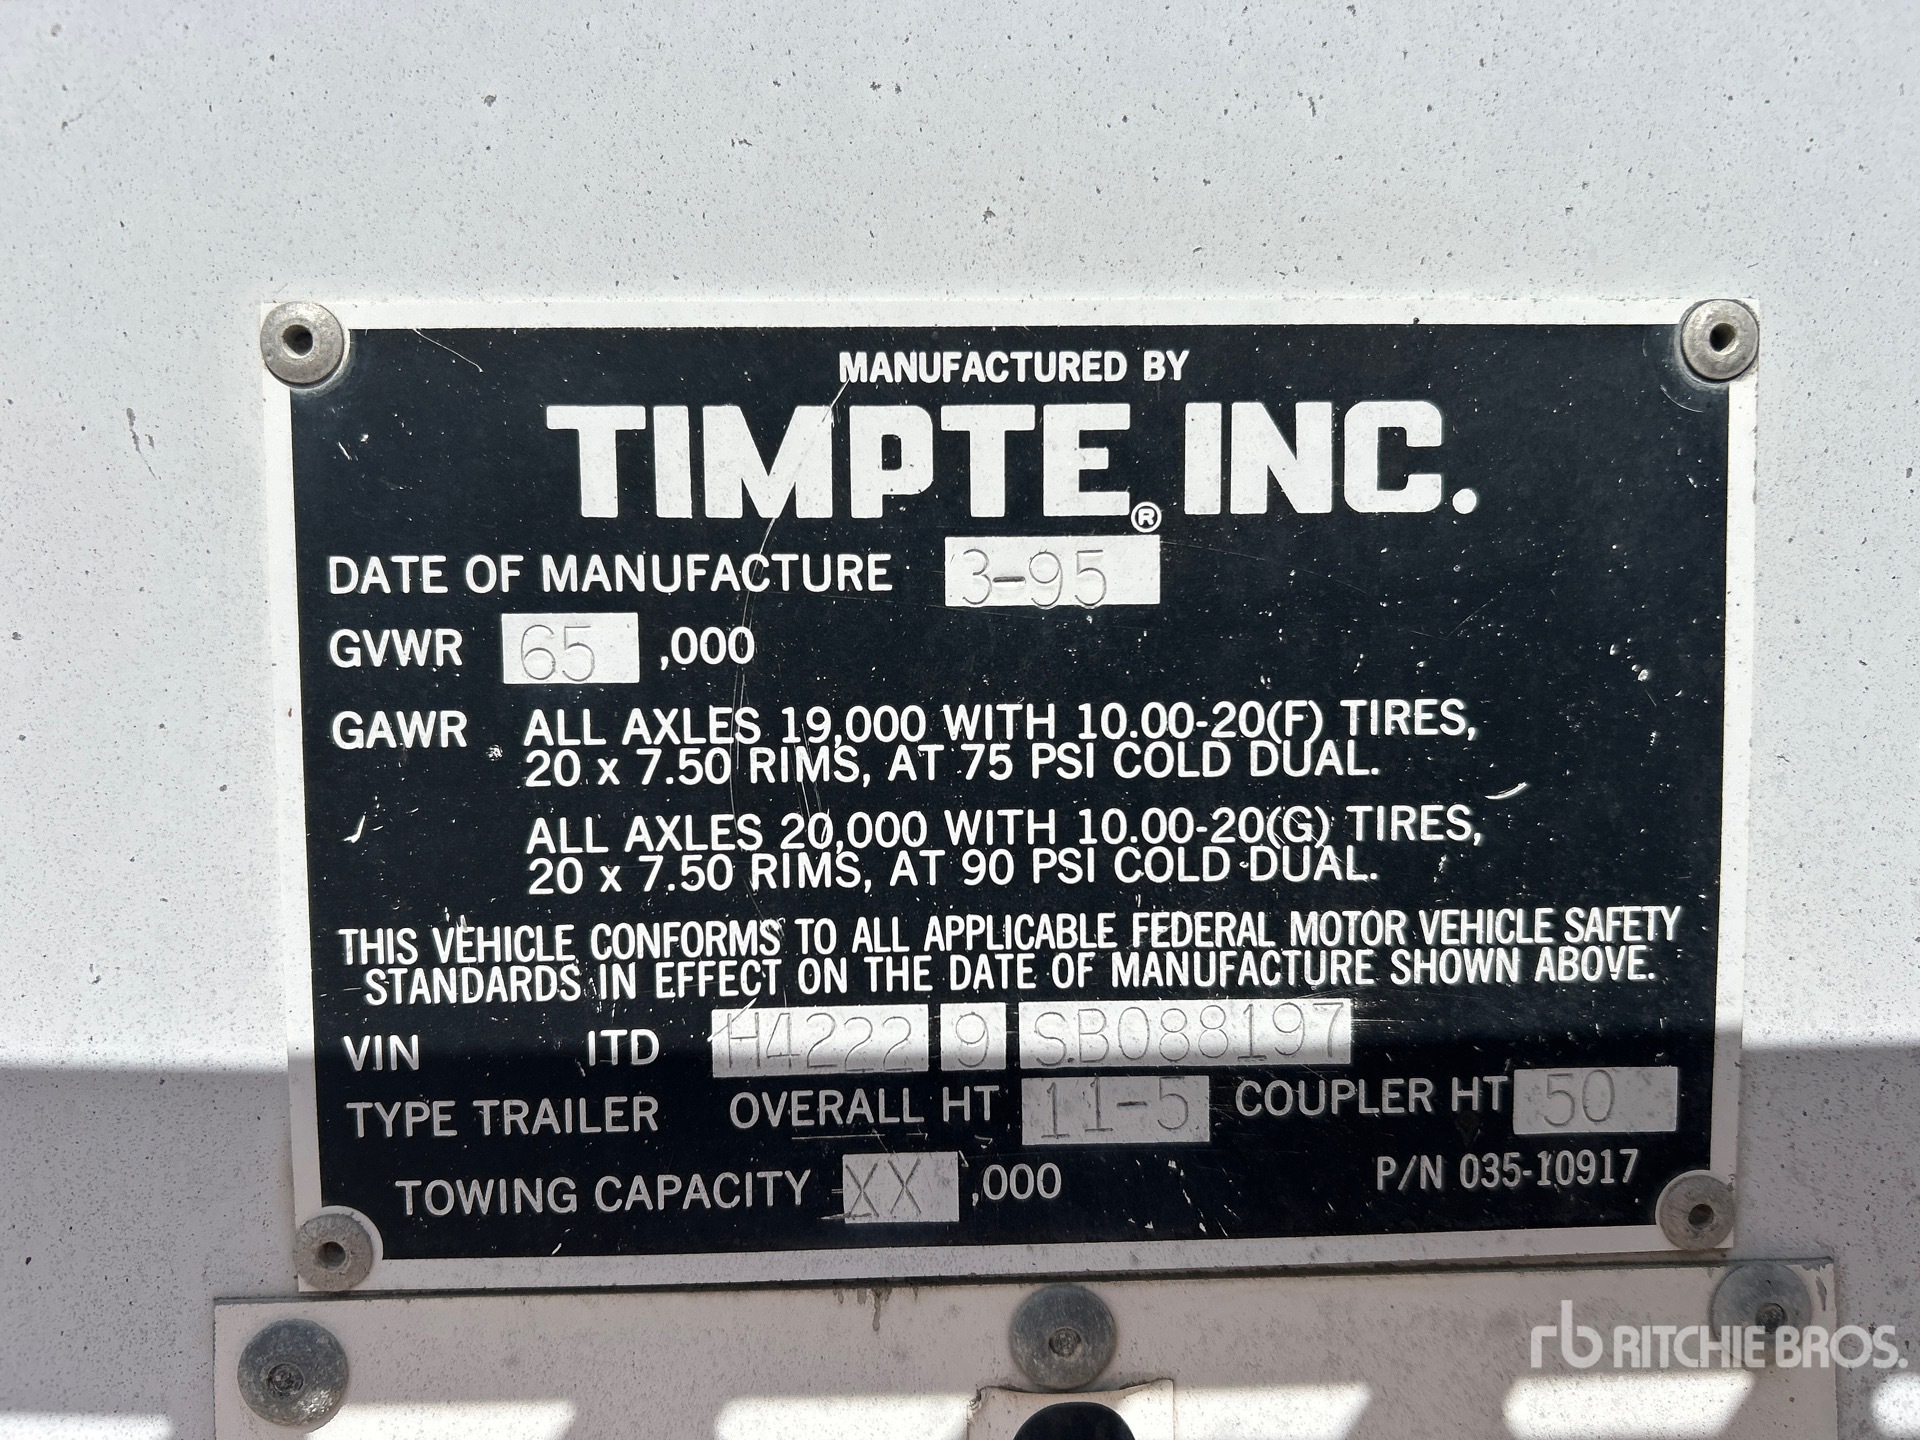 MANUFACTURED BY
TIMPTE® INC.
DATE OF MANUFACTURE 3-95
GVWR 65 ,000
GAWR ALL AXLES 19,000 WITH 10.00-20(F) TIRES,
20 x 7.50 RIMS, AT 75 PSI COLD DUAL.
ALL AXLES 20,000 WITH 10.00-20(G) TIRES,
20 x 7.50 RIMS, AT 90 PSI COLD DUAL.
THIS VEHICLE CONFORMS TO ALL APPLICABLE FEDERAL MOTOR VEHICLE SAFETY
STANDARDS IN EFFECT ON THE DATE OF MANUFACTURE SHOWN ABOVE.
VIN 1TD H4222 9 SB088197
TYPE TRAILER OVERALL HT 11-5 COUPLER HT 50
TOWING CAPACITY XX ,000 P/N 035-10917
rb RITCHIE BROS.